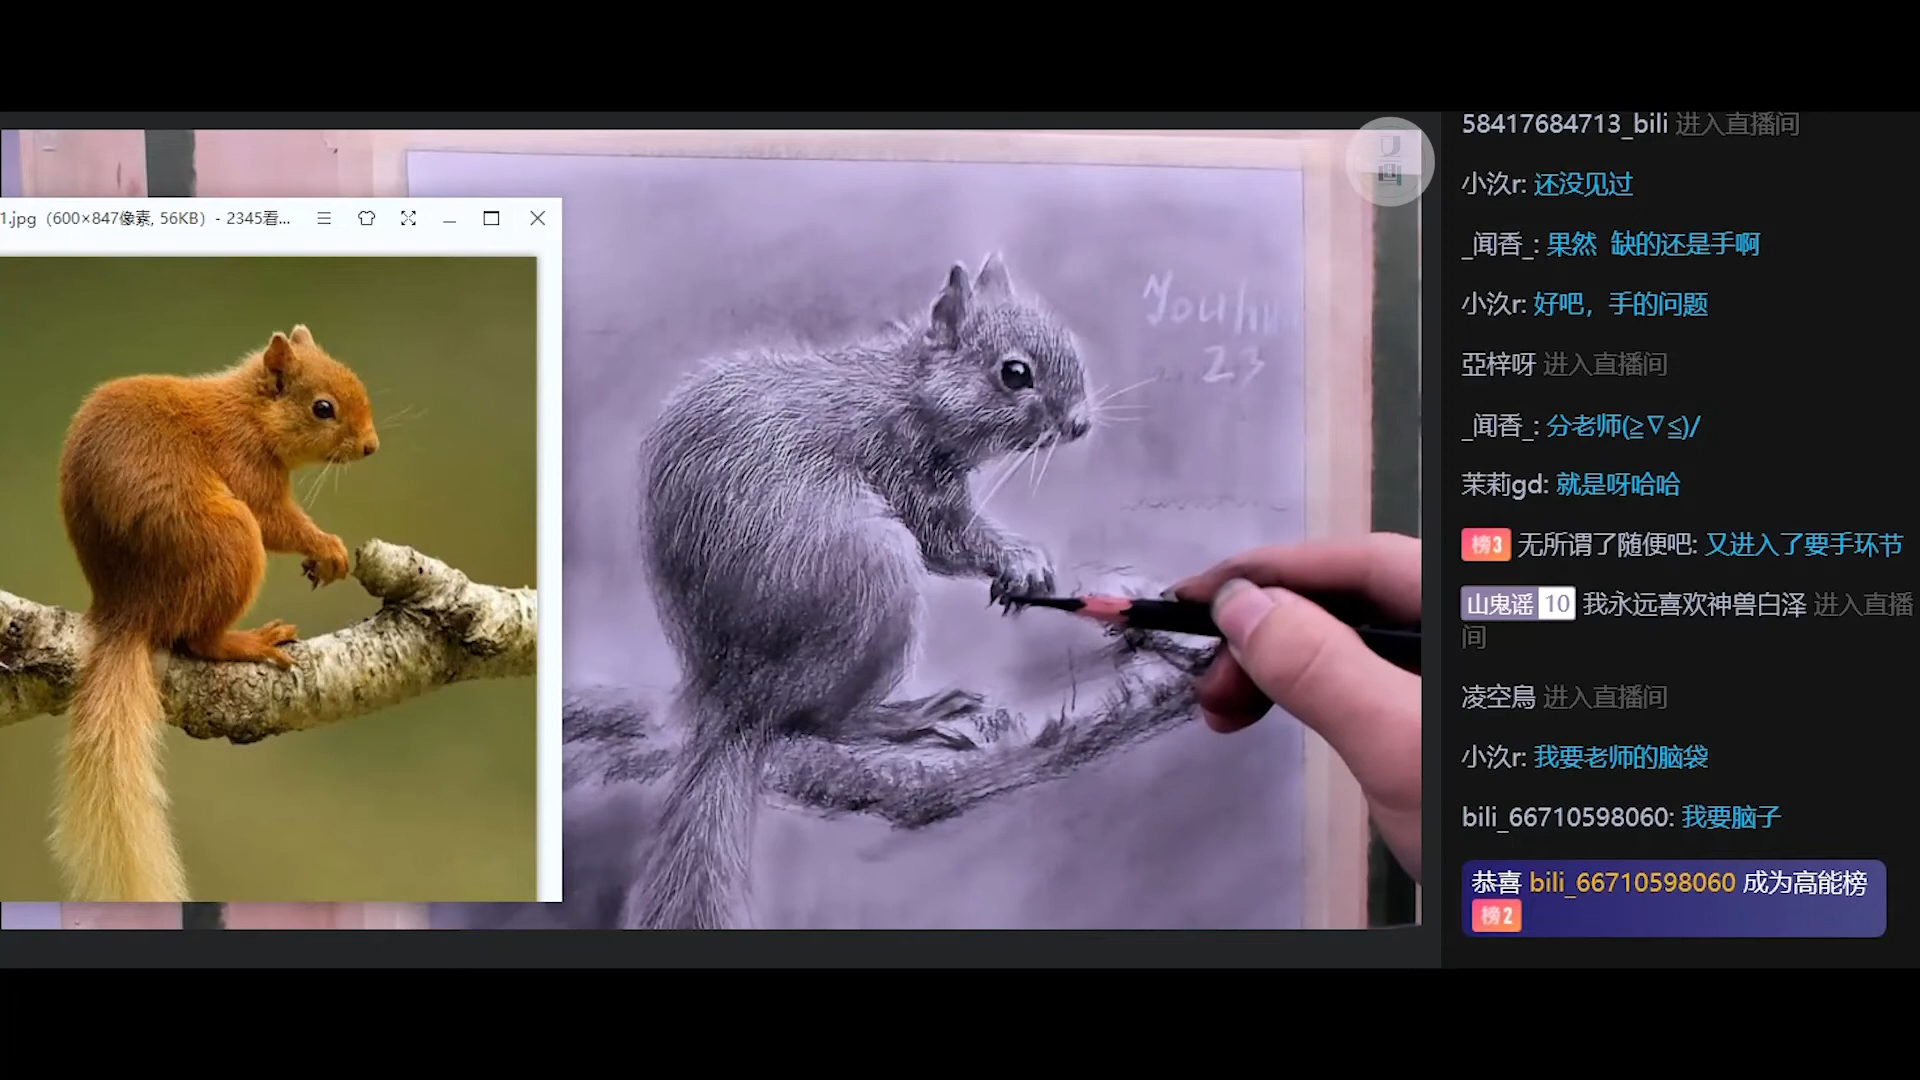 1.jpg（600×847像素, 56KB）- 2345看...
23
58417684713_bili 进入直播间
小汣r: 还没见过
_闻香_: 果然 缺的还是手啊
小汣r: 好吧，手的问题
亞梓呀 进入直播间
_闻香_: 分老师(≧∇≦)/
茉莉gd: 就是呀哈哈
榜3 无所谓了随便吧: 又进入了要手环节
山鬼谣 10 我永远喜欢神兽白泽 进入直播
间
凌空鳥 进入直播间
小汣r: 我要老师的脑袋
bili_66710598060: 我要脑子
恭喜 bili_66710598060 成为高能榜
榜2